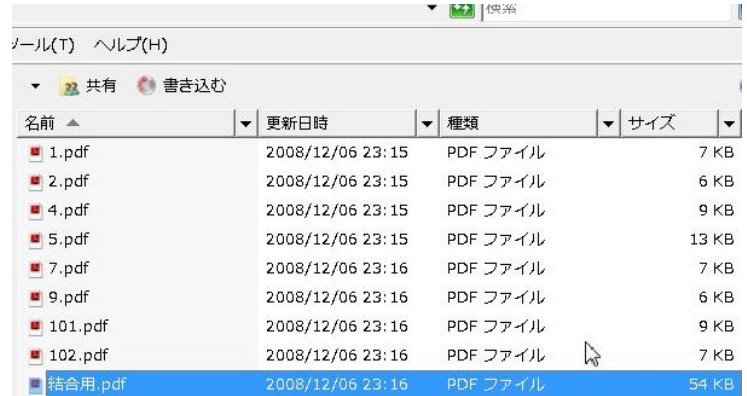 検索
ール(T) ヘルプ(H)
共有 書き込む
名前 更新日時 種類 サイズ
1.pdf 2008/12/06 23:15 PDF ファイル 7 KB
2.pdf 2008/12/06 23:15 PDF ファイル 6 KB
4.pdf 2008/12/06 23:15 PDF ファイル 9 KB
5.pdf 2008/12/06 23:15 PDF ファイル 13 KB
7.pdf 2008/12/06 23:16 PDF ファイル 7 KB
9.pdf 2008/12/06 23:16 PDF ファイル 6 KB
101.pdf 2008/12/06 23:16 PDF ファイル 9 KB
102.pdf 2008/12/06 23:16 PDF ファイル 7 KB
結合用.pdf 2008/12/06 23:16 PDF ファイル 54 KB